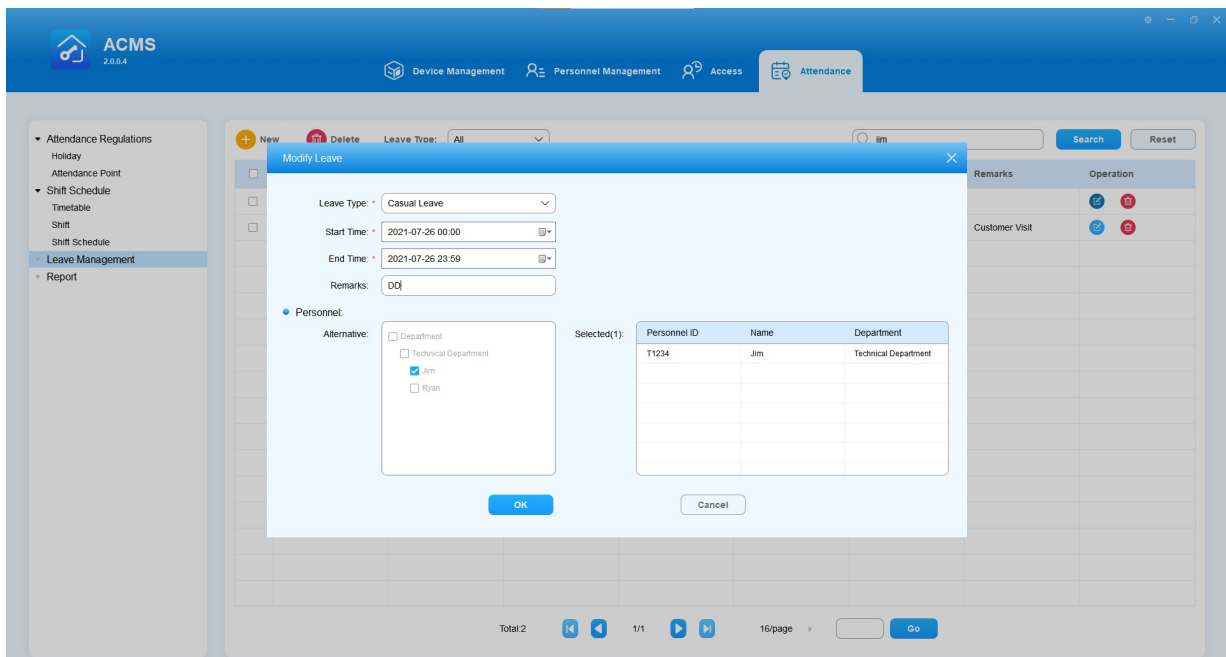 ACMS
2.0.0.4
Device Management
Personnel Management
Access
Attendance
Attendance Regulations
Holiday
Attendance Point
Shift Schedule
Timetable
Shift
Shift Schedule
Leave Management
Report
New
Delete
Leave Type:
All
jim
Search
Reset
Remarks
Operation
Customer Visit
Modify Leave
Leave Type: *
Casual Leave
Start Time: *
2021-07-26 00:00
End Time: *
2021-07-26 23:59
Remarks:
DD
Personnel:
Alternative:
Department
Technical Department
Jim
Ryan
Selected(1):
Personnel ID Name Department
T1234 Jim Technical Department
OK
Cancel
Total:2
1/1
16/page
Go